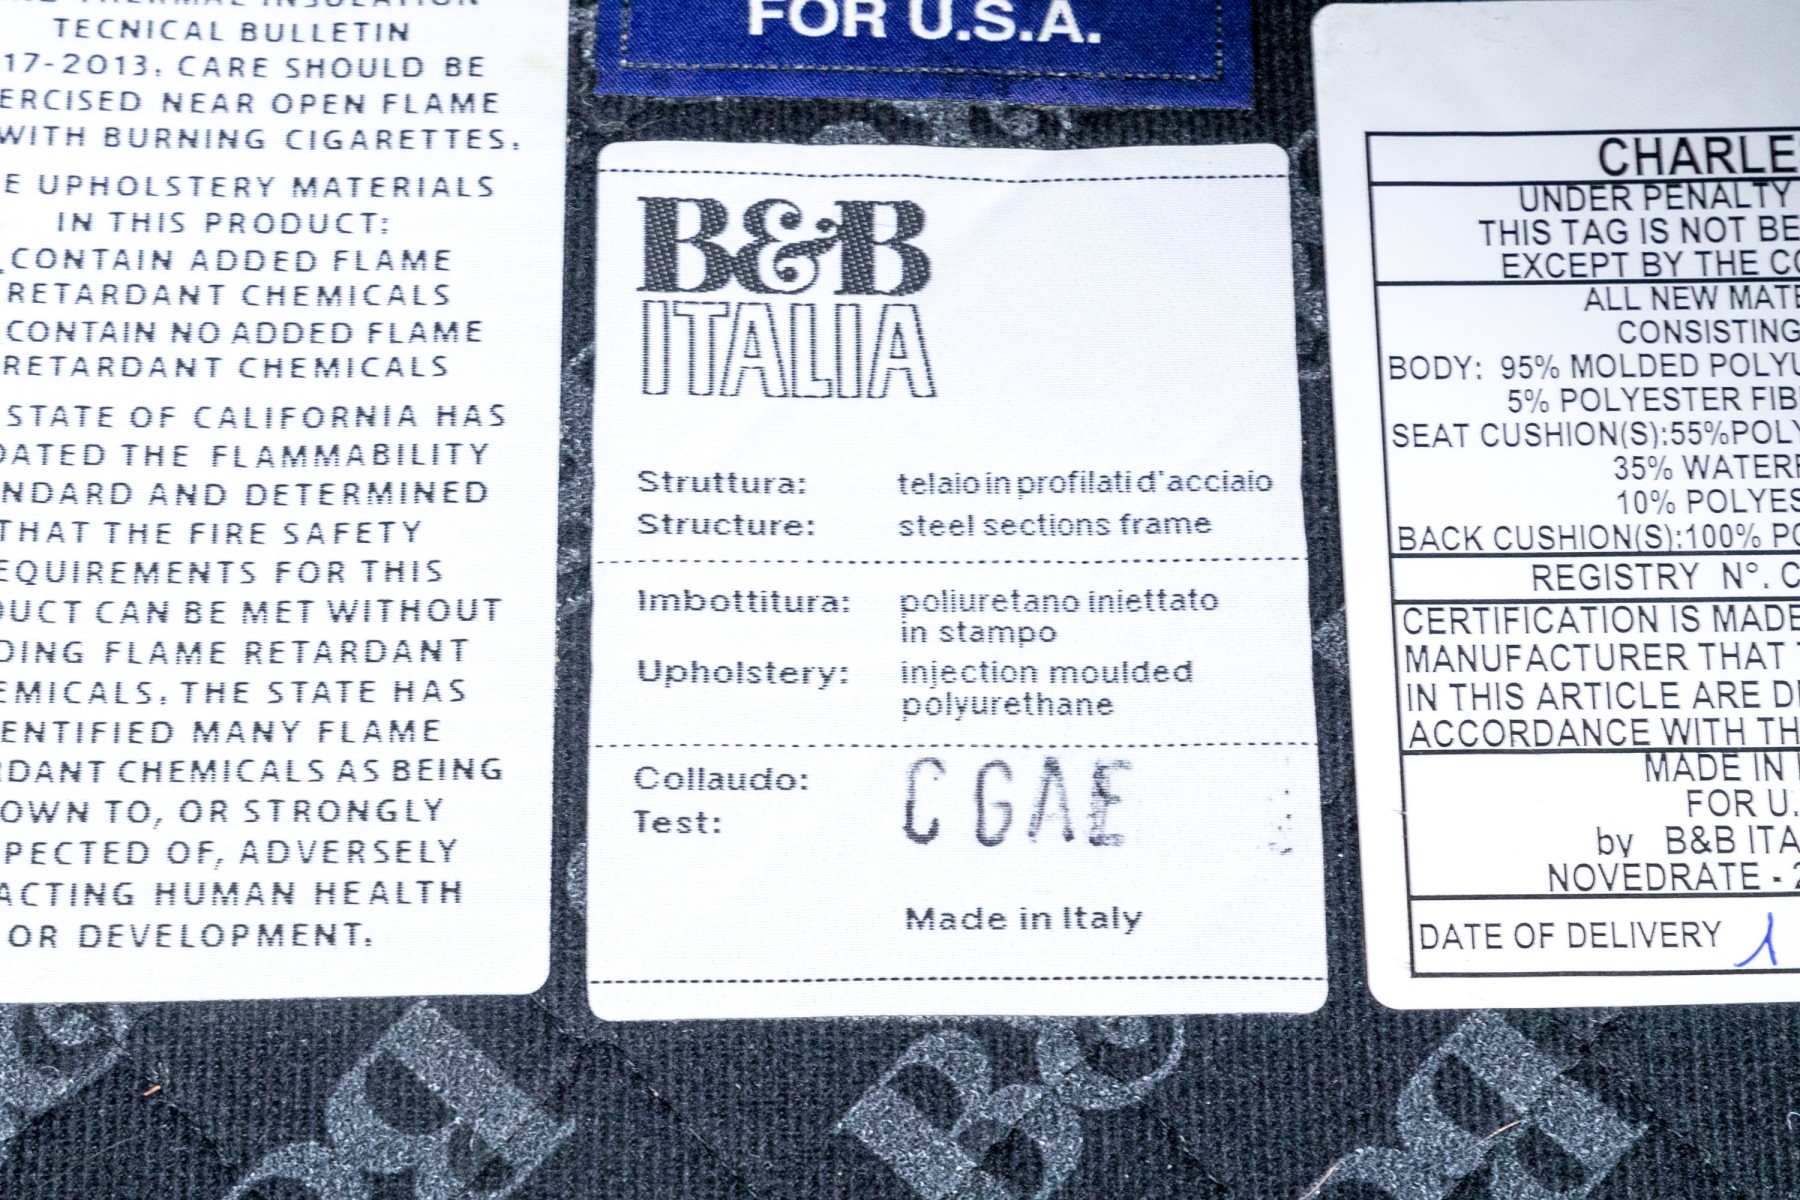 TECNICAL BULLETIN
17-2013. CARE SHOULD BE
ERCISED NEAR OPEN FLAME
WITH BURNING CIGARETTES.
E UPHOLSTERY MATERIALS
IN THIS PRODUCT:
CONTAIN ADDED FLAME
RETARDANT CHEMICALS
CONTAIN NO ADDED FLAME
RETARDANT CHEMICALS
STATE OF CALIFORNIA HAS
DATED THE FLAMMABILITY
NDARD AND DETERMINED
THAT THE FIRE SAFETY
EQUIREMENTS FOR THIS
DUCT CAN BE MET WITHOUT
DING FLAME RETARDANT
EMICALS. THE STATE HAS
ENTIFIED MANY FLAME
RDANT CHEMICALS AS BEING
OWN TO, OR STRONGLY
PECTED OF, ADVERSELY
ACTING HUMAN HEALTH
OR DEVELOPMENT.
FOR U.S.A.
B&B
ITALIA
Struttura: telaio in profilati d'acciaio
Structure: steel sections frame
Imbottitura: poliuretano iniettato
in stampo
Upholstery: injection moulded
polyurethane
Collaudo:
Test: C G A E
Made in Italy
CHARLE
UNDER PENALTY
THIS TAG IS NOT BE
EXCEPT BY THE CO
ALL NEW MATE
CONSISTING
BODY: 95% MOLDED POLYU
5% POLYESTER FIB
SEAT CUSHION(S):55%POLY
35% WATERF
10% POLYES
BACK CUSHION(S):100% PO
REGISTRY N°. C
CERTIFICATION IS MADE
MANUFACTURER THAT T
IN THIS ARTICLE ARE D
ACCORDANCE WITH TH
MADE IN
FOR U.
by B&B ITA
NOVEDRATE - 2
DATE OF DELIVERY 1